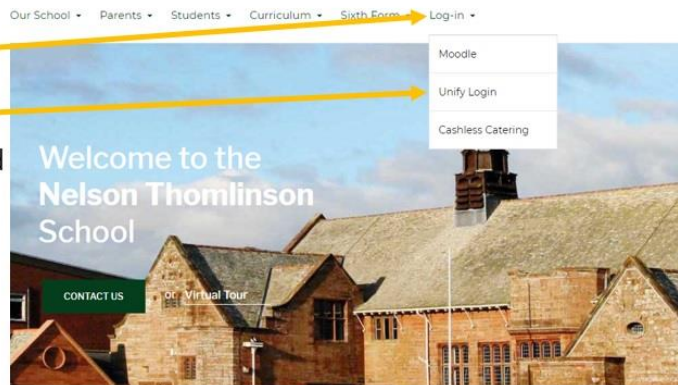 Our School Parents Students Curriculum Sixth Form Log-in
Moodle
Unify Login
Cashless Catering
Welcome to the
Nelson Thomlinson
School
CONTACT US or Virtual Tour